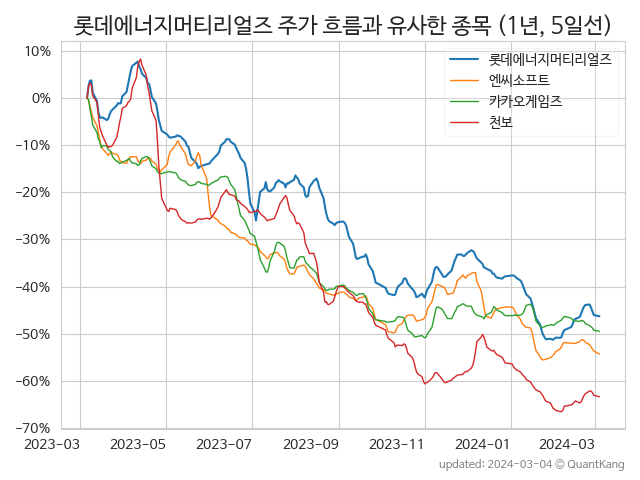 롯데에너지머티리얼즈 주가 흐름과 유사한 종목 (1년, 5일선)
롯데에너지머티리얼즈
엔씨소프트
카카오게임즈
천보
10%
0%
−10%
−20%
−30%
−40%
−50%
−60%
−70%
2023-03 2023-05 2023-07 2023-09 2023-11 2024-01 2024-03
updated: 2024-03-04 © QuantKang